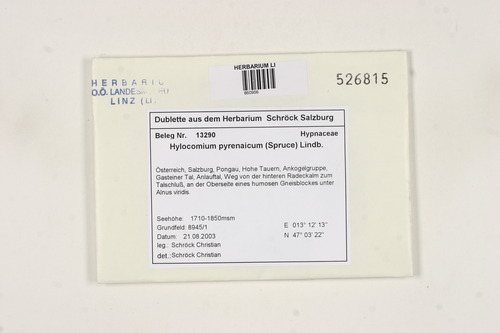 HERBARIUM LI
860956
526815
HERBARIU
O.Ö. LANDES
LINZ (LI)
Dublette aus dem Herbarium Schröck Salzburg
Beleg Nr. 13290 Hypnaceae
Hylocomium pyrenaicum (Spruce) Lindb.
Österreich, Salzburg, Pongau, Hohe Tauern, Ankogelgruppe,
Gasteiner Tal, Anlauftal, Weg von der hinteren Radeckalm zum
Talschluß, an der Oberseite eines humosen Gneisblockes unter
Alnus viridis.
Seehöhe: 1710-1850msm
Grundfeld: 8945/1 E 013° 12' 13"
Datum: 21.08.2003 N 47° 03' 22"
leg.: Schröck Christian
det.: Schröck Christian